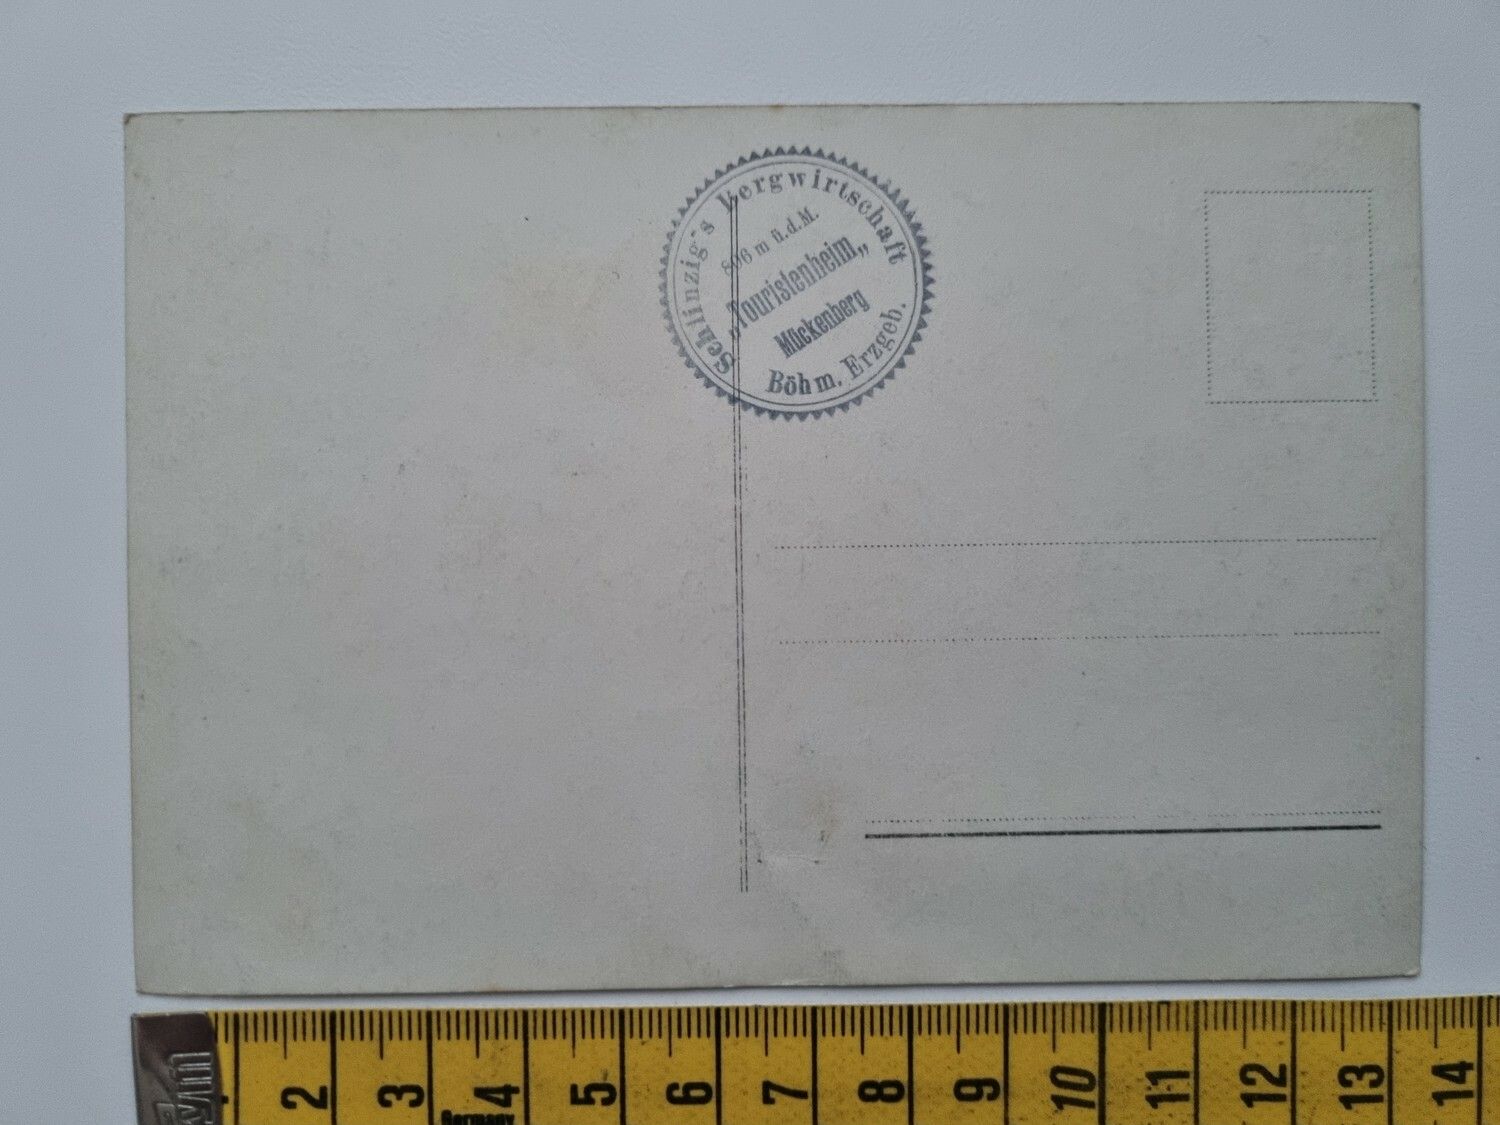 Schlinzig's Bergwirtschaft
806 m ü.d.M.
„Touristenheim„
Mückenberg
Böhm. Erzgeb.
2 3 4 5 6 7 8 9 10 11 12 13 14
Germany